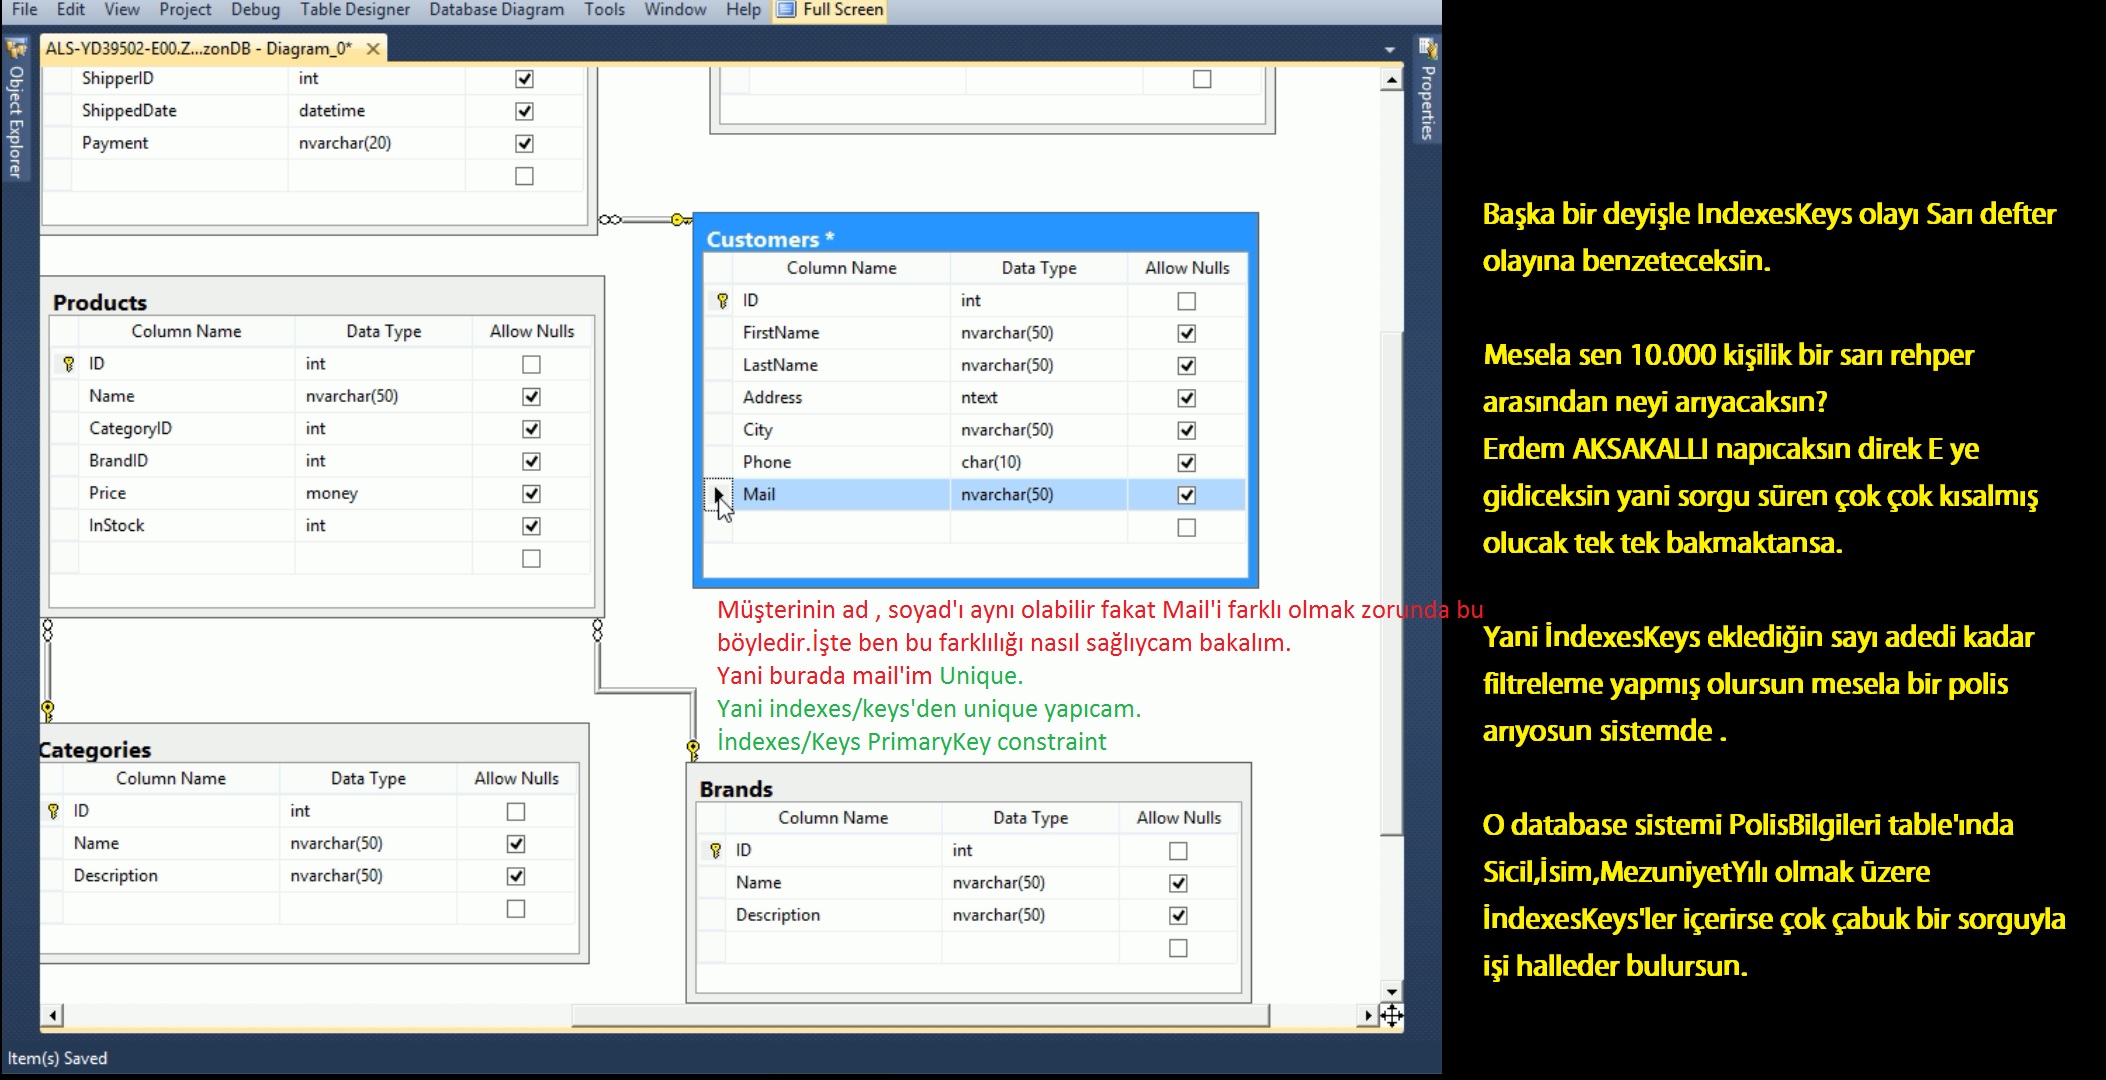 File Edit View Project Debug Table Designer Database Diagram Tools Window Help Full Screen
ALS-YD39502-E00.Z...zonDB - Diagram_0*
Object Explorer
Properties
ShipperID int
ShippedDate datetime
Payment nvarchar(20)
Customers *
Column Name Data Type Allow Nulls
ID int
FirstName nvarchar(50)
LastName nvarchar(50)
Address ntext
City nvarchar(50)
Phone char(10)
Mail nvarchar(50)
Products
Column Name Data Type Allow Nulls
ID int
Name nvarchar(50)
CategoryID int
BrandID int
Price money
InStock int
Müşterinin ad , soyad'ı aynı olabilir fakat Mail'i farklı olmak zorunda bu
böyledir.İşte ben bu farklılığı nasıl sağlıycam bakalım.
Yani burada mail'im Unique.
Yani indexes/keys'den unique yapıcam.
İndexes/Keys PrimaryKey constraint
Categories
Column Name Data Type Allow Nulls
ID int
Name nvarchar(50)
Description nvarchar(50)
Brands
Column Name Data Type Allow Nulls
ID int
Name nvarchar(50)
Description nvarchar(50)
Item(s) Saved
Başka bir deyişle IndexesKeys olayı Sarı defter
olayına benzeteceksin.
Mesela sen 10.000 kişilik bir sarı rehper
arasından neyi arıyacaksın?
Erdem AKSAKALLI napıcaksın direk E ye
gidiceksin yani sorgu süren çok çok kısalmış
olucak tek tek bakmaktansa.
Yani İndexesKeys eklediğin sayı adedi kadar
filtreleme yapmış olursun mesela bir polis
arıyosun sistemde .
O database sistemi PolisBilgileri table'ında
Sicil,İsim,MezuniyetYılı olmak üzere
İndexesKeys'ler içerirse çok çabuk bir sorguyla
işi halleder bulursun.